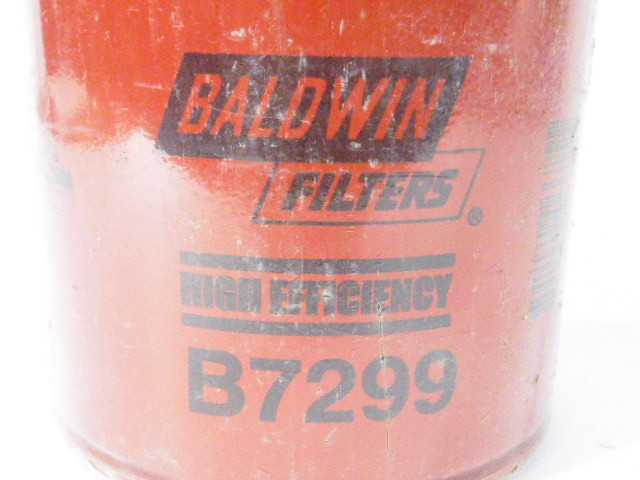 BALDWIN
FILTERS®
HIGH EFFICIENCY
B7299